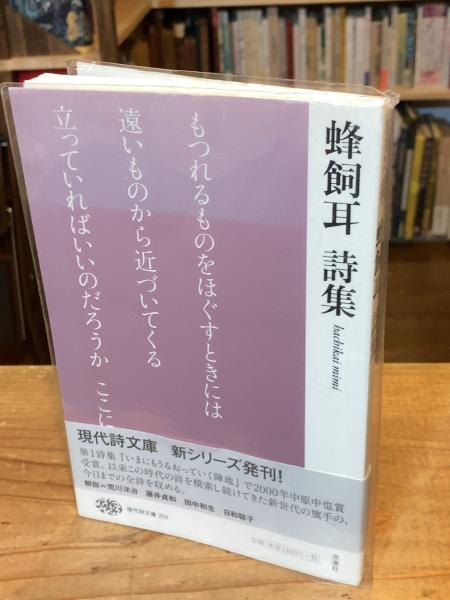 蜂飼耳 詩集
hachikai mimi
もつれるものをほぐすときには
遠いものから近づいてくる
立っていればいいのだろうか ここに
現代詩文庫 新シリーズ発刊!
第1詩集『いまにもうるおっていく陣地』で2000年中原中也賞
受賞。以来この時代の詩を模索し続けてきた新世代の旗手の、
今日までの全詩を収める。
解説=荒川洋治 藤井貞和 田中和生 日和聡子
現代詩文庫 201
思潮社